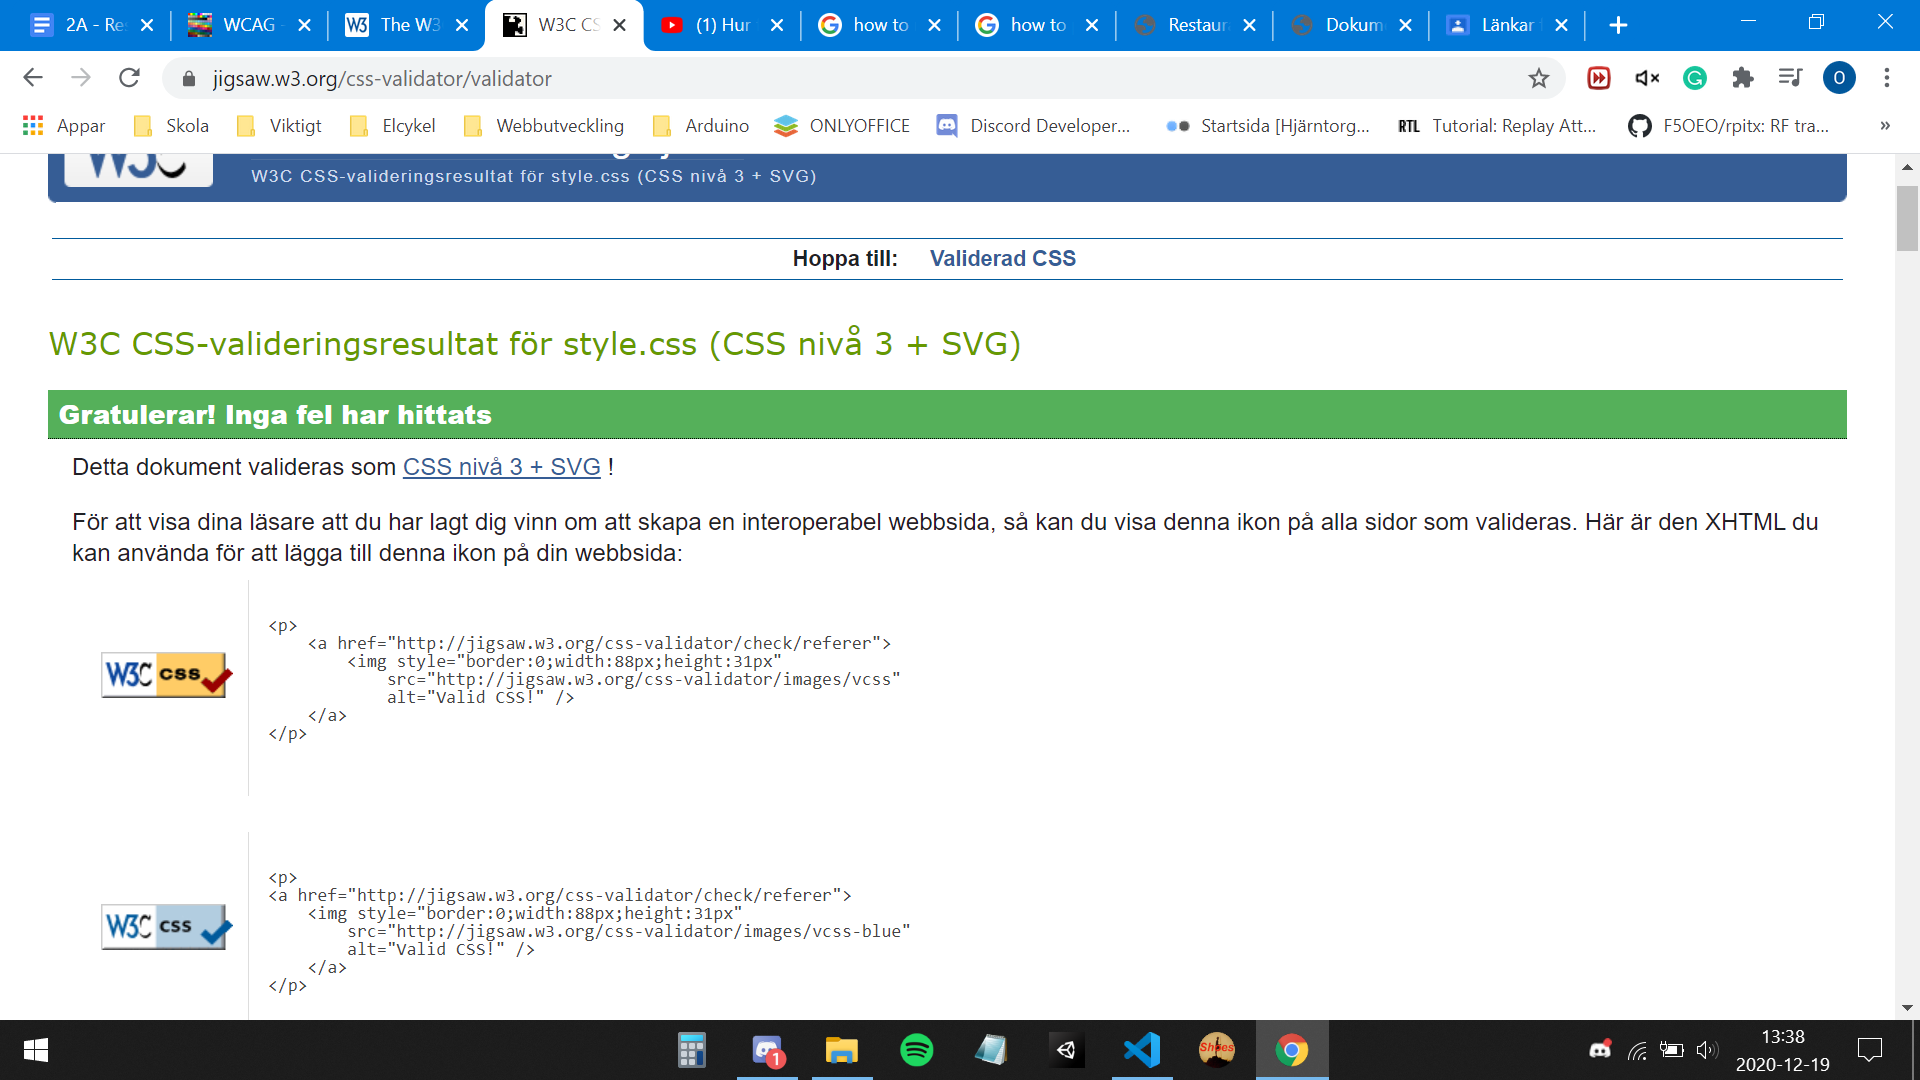 2A - Re
WCAG -
The W3
W3C CS
(1) Hur
how to
how to
Restaur
Dokum
Länkar
jigsaw.w3.org/css-validator/validator
O
Appar
Skola
Viktigt
Elcykel
Webbutveckling
Arduino
ONLYOFFICE
Discord Developer...
Startsida [Hjärntorg...
RTL Tutorial: Replay Att...
F5OEO/rpitx: RF tra...
»
W3C
W3C CSS-valideringsresultat för style.css (CSS nivå 3 + SVG)
Hoppa till: Validerad CSS
W3C CSS-valideringsresultat för style.css (CSS nivå 3 + SVG)
Gratulerar! Inga fel har hittats
Detta dokument valideras som CSS nivå 3 + SVG !
För att visa dina läsare att du har lagt dig vinn om att skapa en interoperabel webbsida, så kan du visa denna ikon på alla sidor som valideras. Här är den XHTML du
kan använda för att lägga till denna ikon på din webbsida:
W3C css
<p>
<a href="http://jigsaw.w3.org/css-validator/check/referer">
<img style="border:0;width:88px;height:31px"
src="http://jigsaw.w3.org/css-validator/images/vcss"
alt="Valid CSS!" />
</a>
</p>
W3C css
<p>
<a href="http://jigsaw.w3.org/css-validator/check/referer">
<img style="border:0;width:88px;height:31px"
src="http://jigsaw.w3.org/css-validator/images/vcss-blue"
alt="Valid CSS!" />
</a>
</p>
1
Shoes
13:38
2020-12-19